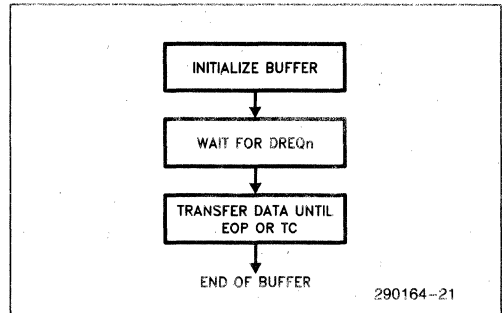 INITIALIZE BUFFER
WAIT FOR DREQn
TRANSFER DATA UNTIL
EOP OR TC
END OF BUFFER
290164-21